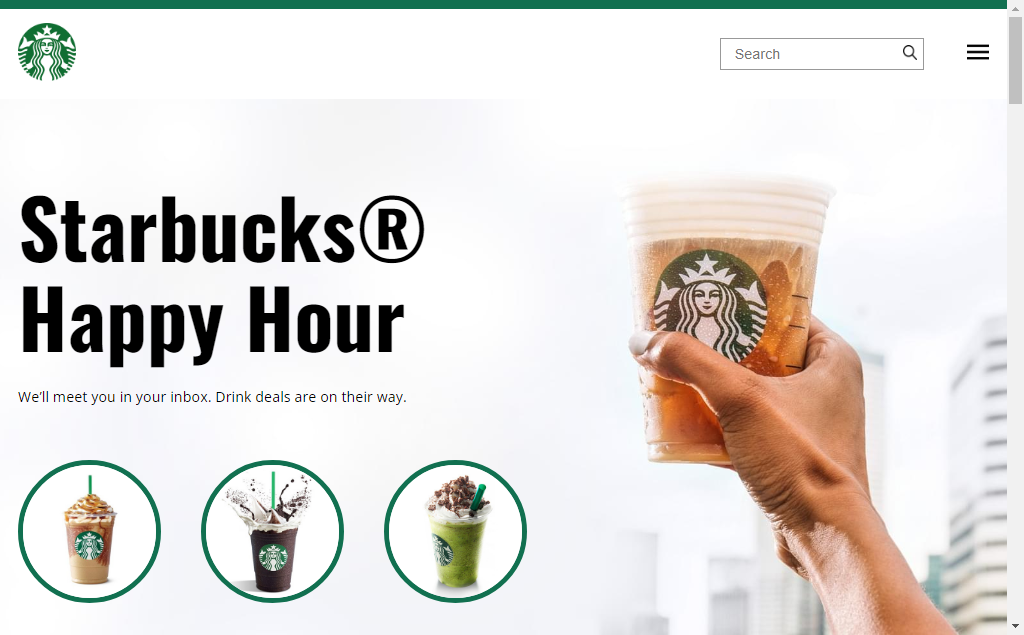 Search
Starbucks®
Happy Hour
We’ll meet you in your inbox. Drink deals are on their way.